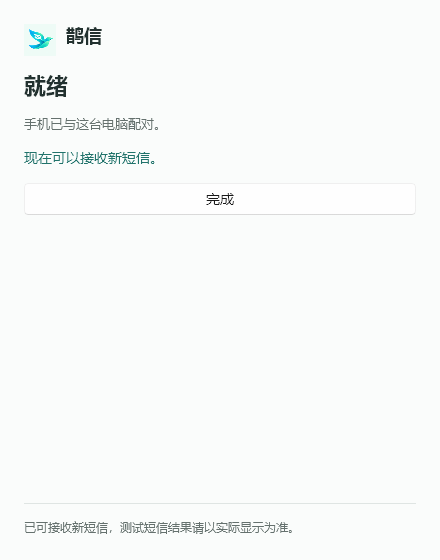 鹊信
就绪
手机已与这台电脑配对。
现在可以接收新短信。
完成
已可接收新短信，测试短信结果请以实际显示为准。